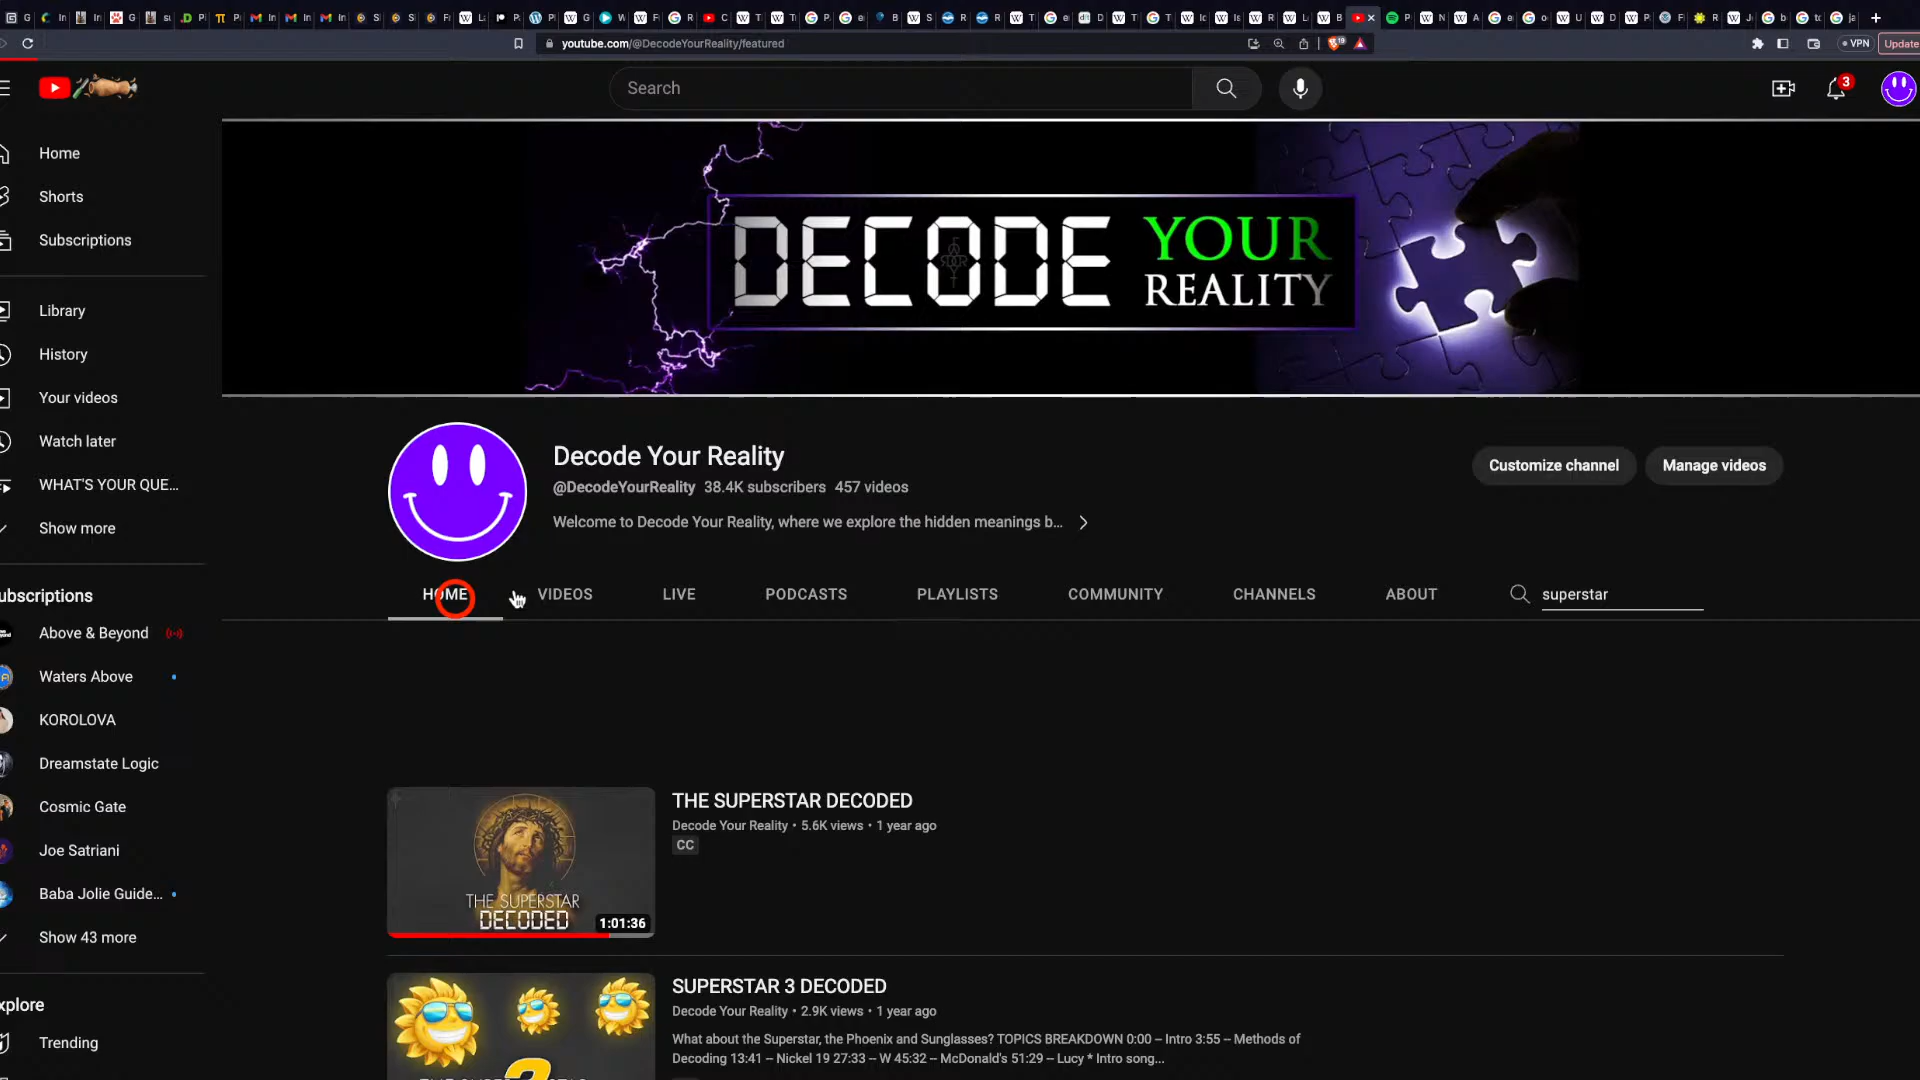 youtube.com/@DecodeYourReality/featured
VPN
Update
Search
3
Home
Shorts
Subscriptions
Library
History
Your videos
Watch later
WHAT'S YOUR QUE...
Show more
ubscriptions
Above & Beyond
Waters Above
KOROLOVA
Dreamstate Logic
Cosmic Gate
Joe Satriani
Baba Jolie Guide...
Show 43 more
xplore
Trending
DECODE YOUR REALITY
Decode Your Reality
@DecodeYourReality 38.4K subscribers 457 videos
Welcome to Decode Your Reality, where we explore the hidden meanings b...
Customize channel
Manage videos
HOME VIDEOS LIVE PODCASTS PLAYLISTS COMMUNITY CHANNELS ABOUT superstar
THE SUPERSTAR
DECODED
1:01:36
THE SUPERSTAR DECODED
Decode Your Reality • 5.6K views • 1 year ago
CC
SUPERSTAR 3 DECODED
Decode Your Reality • 2.9K views • 1 year ago
What about the Superstar, the Phoenix and Sunglasses? TOPICS BREAKDOWN 0:00 – Intro 3:55 – Methods of
Decoding 13:41 – Nickel 19 27:33 – W 45:32 – McDonald's 51:29 – Lucy * Intro song...